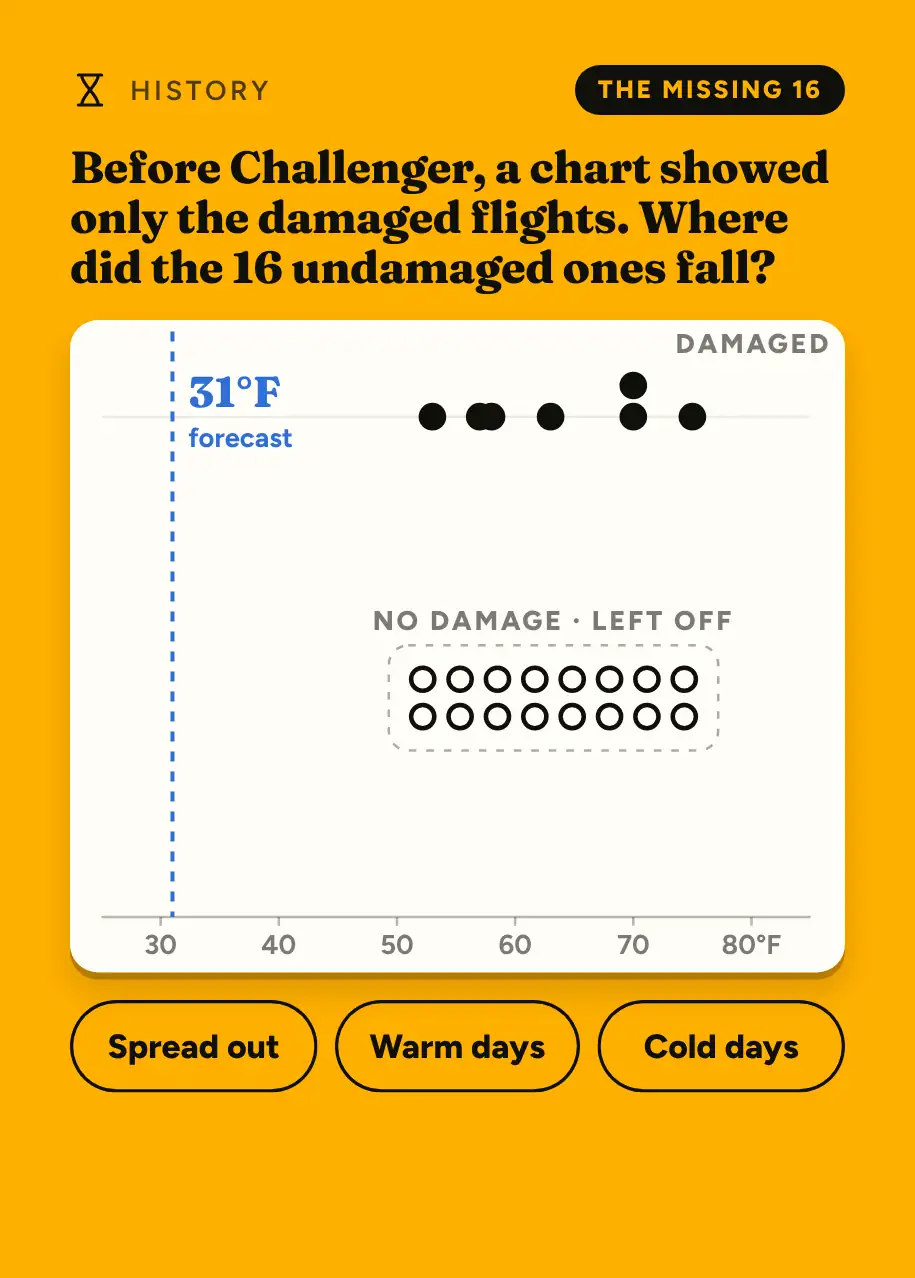 HISTORY
THE MISSING 16
Before Challenger, a chart showed
only the damaged flights. Where
did the 16 undamaged ones fall?
DAMAGED
31°F
forecast
NO DAMAGE · LEFT OFF
30 40 50 60 70 80°F
Spread out
Warm days
Cold days